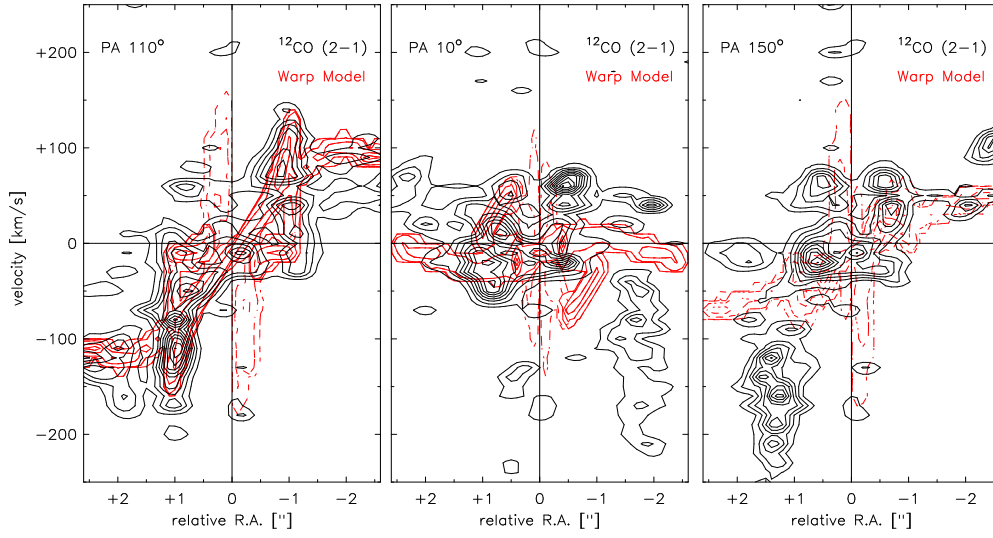 PA 110° ¹²CO (2−1) PA 10° ¹²CO (2−1) PA 150° ¹²CO (2−1)
Warp Model Warp Model Warp Model
+200
+100
0
−100
−200
velocity [km/s]
+2 +1 0 −1 −2 +2 +1 0 −1 −2 +2 +1 0 −1 −2
relative R.A. ["] relative R.A. ["] relative R.A. ["]